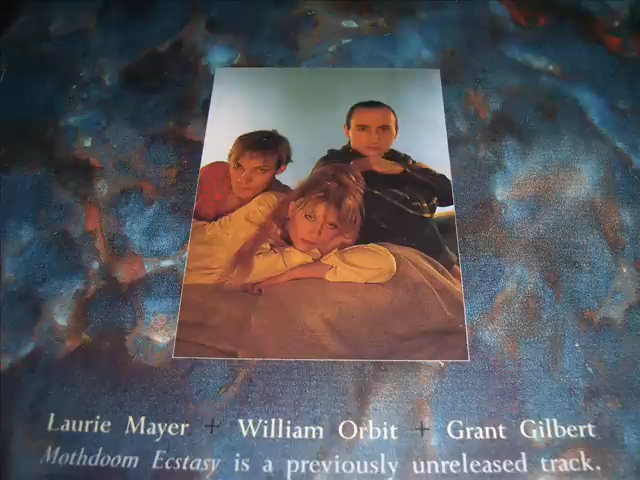 Laurie Mayer + William Orbit + Grant Gilbert
Mothdoom Ecstasy is a previously unreleased track.